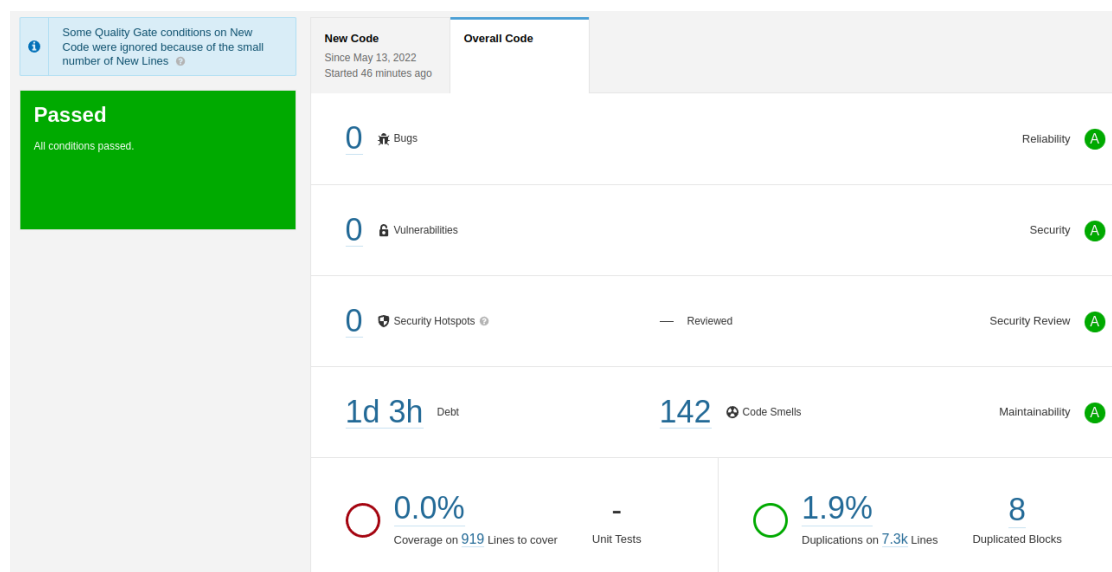 Some Quality Gate conditions on New
Code were ignored because of the small
number of New Lines
Passed
All conditions passed.
New Code
Since May 13, 2022
Started 46 minutes ago
Overall Code
0 Bugs
Reliability A
0 Vulnerabilities
Security A
0 Security Hotspots
— Reviewed
Security Review A
1d 3h Debt
142 Code Smells
Maintainability A
0.0%
Coverage on 919 Lines to cover
-
Unit Tests
1.9%
Duplications on 7.3k Lines
8
Duplicated Blocks